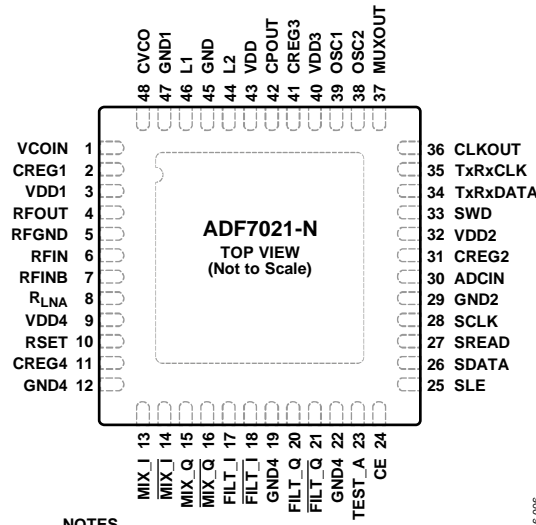 48 CVCO
47 GND1
46 L1
45 GND
44 L2
43 VDD
42 CPOUT
41 CREG3
40 VDD3
39 OSC1
38 OSC2
37 MUXOUT
VCOIN 1
CREG1 2
VDD1 3
RFOUT 4
RFGND 5
RFIN 6
RFINB 7
RLNA 8
VDD4 9
RSET 10
CREG4 11
GND4 12
ADF7021-N
TOP VIEW
(Not to Scale)
36 CLKOUT
35 TxRxCLK
34 TxRxDATA
33 SWD
32 VDD2
31 CREG2
30 ADCIN
29 GND2
28 SCLK
27 SREAD
26 SDATA
25 SLE
MIX_I 13
MIX_I 14
MIX_Q 15
MIX_Q 16
FILT_I 17
FILT_I 18
GND4 19
FILT_Q 20
FILT_Q 21
GND4 22
TEST_A 23
CE 24